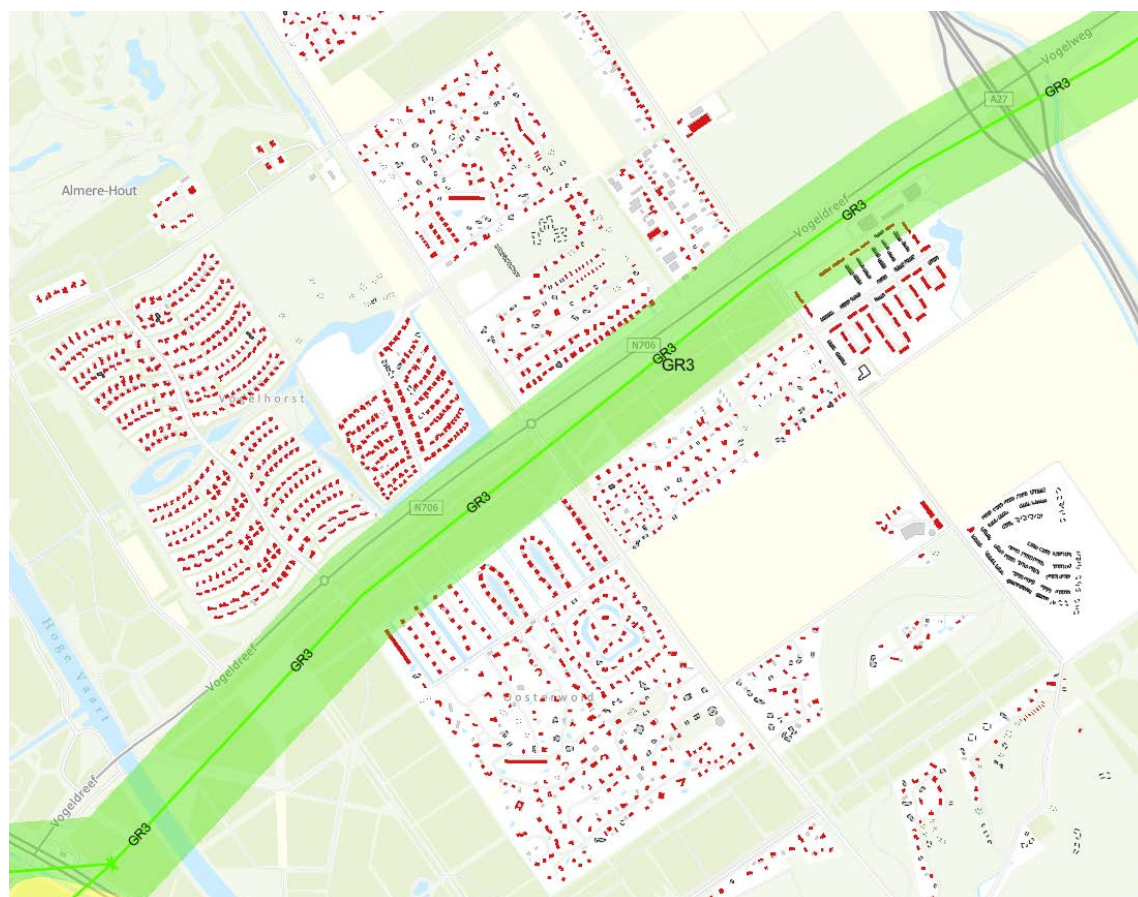 Vogelweg
GR3
A27
Almere-Hout
GR3
Vogeldreef
N706
GR3
GR3
Vogelhorst
GR3
N706
Hoge Vaart
Vogeldreef
GR3
Oosterwold
Vogeldreef
GR3